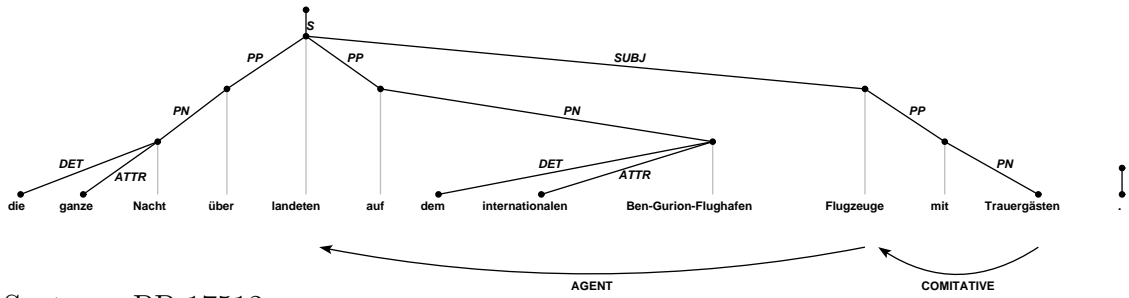 S
PP PP SUBJ
PN PN PP
DET ATTR DET ATTR PN
die ganze Nacht über landeten auf dem internationalen Ben-Gurion-Flughafen Flugzeuge mit Trauergästen .
AGENT COMITATIVE